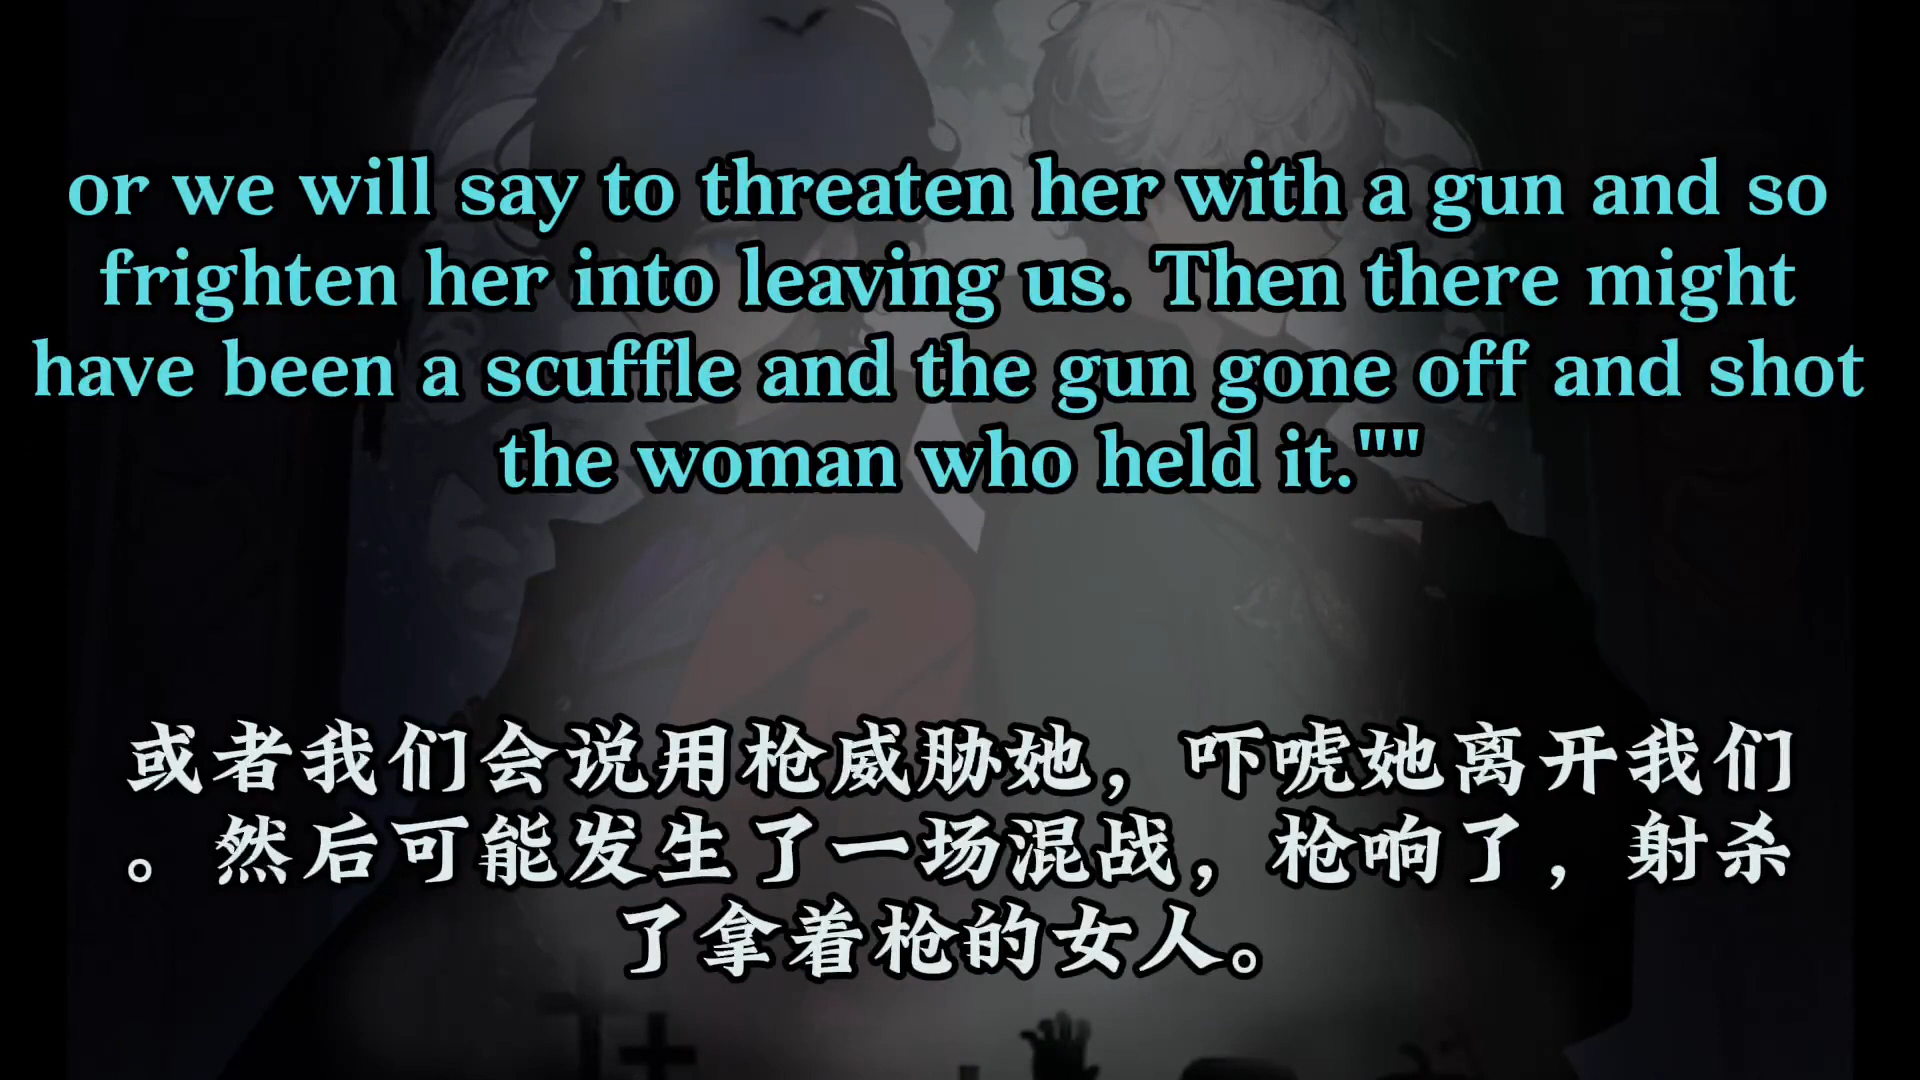 or we will say to threaten her with a gun and so
frighten her into leaving us. Then there might
have been a scuffle and the gun gone off and shot
the woman who held it.""
或者我们会说用枪威胁她，吓唬她离开我们
。然后可能发生了一场混战，枪响了，射杀
了拿着枪的女人。